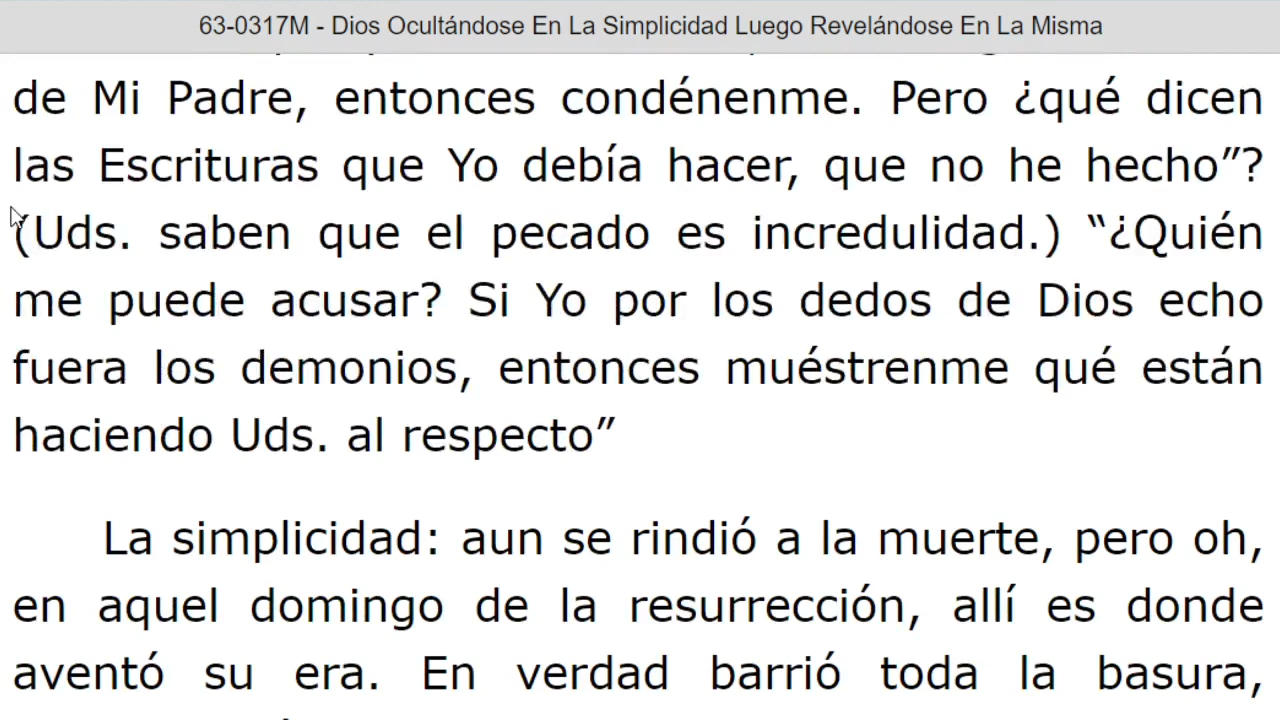 63-0317M - Dios Ocultándose En La Simplicidad Luego Revelándose En La Misma
de Mi Padre, entonces condénenme. Pero ¿qué dicen
las Escrituras que Yo debía hacer, que no he hecho”?
(Uds. saben que el pecado es incredulidad.) “¿Quién
me puede acusar? Si Yo por los dedos de Dios echo
fuera los demonios, entonces muéstrenme qué están
haciendo Uds. al respecto”
La simplicidad: aun se rindió a la muerte, pero oh,
en aquel domingo de la resurrección, allí es donde
aventó su era. En verdad barrió toda la basura,